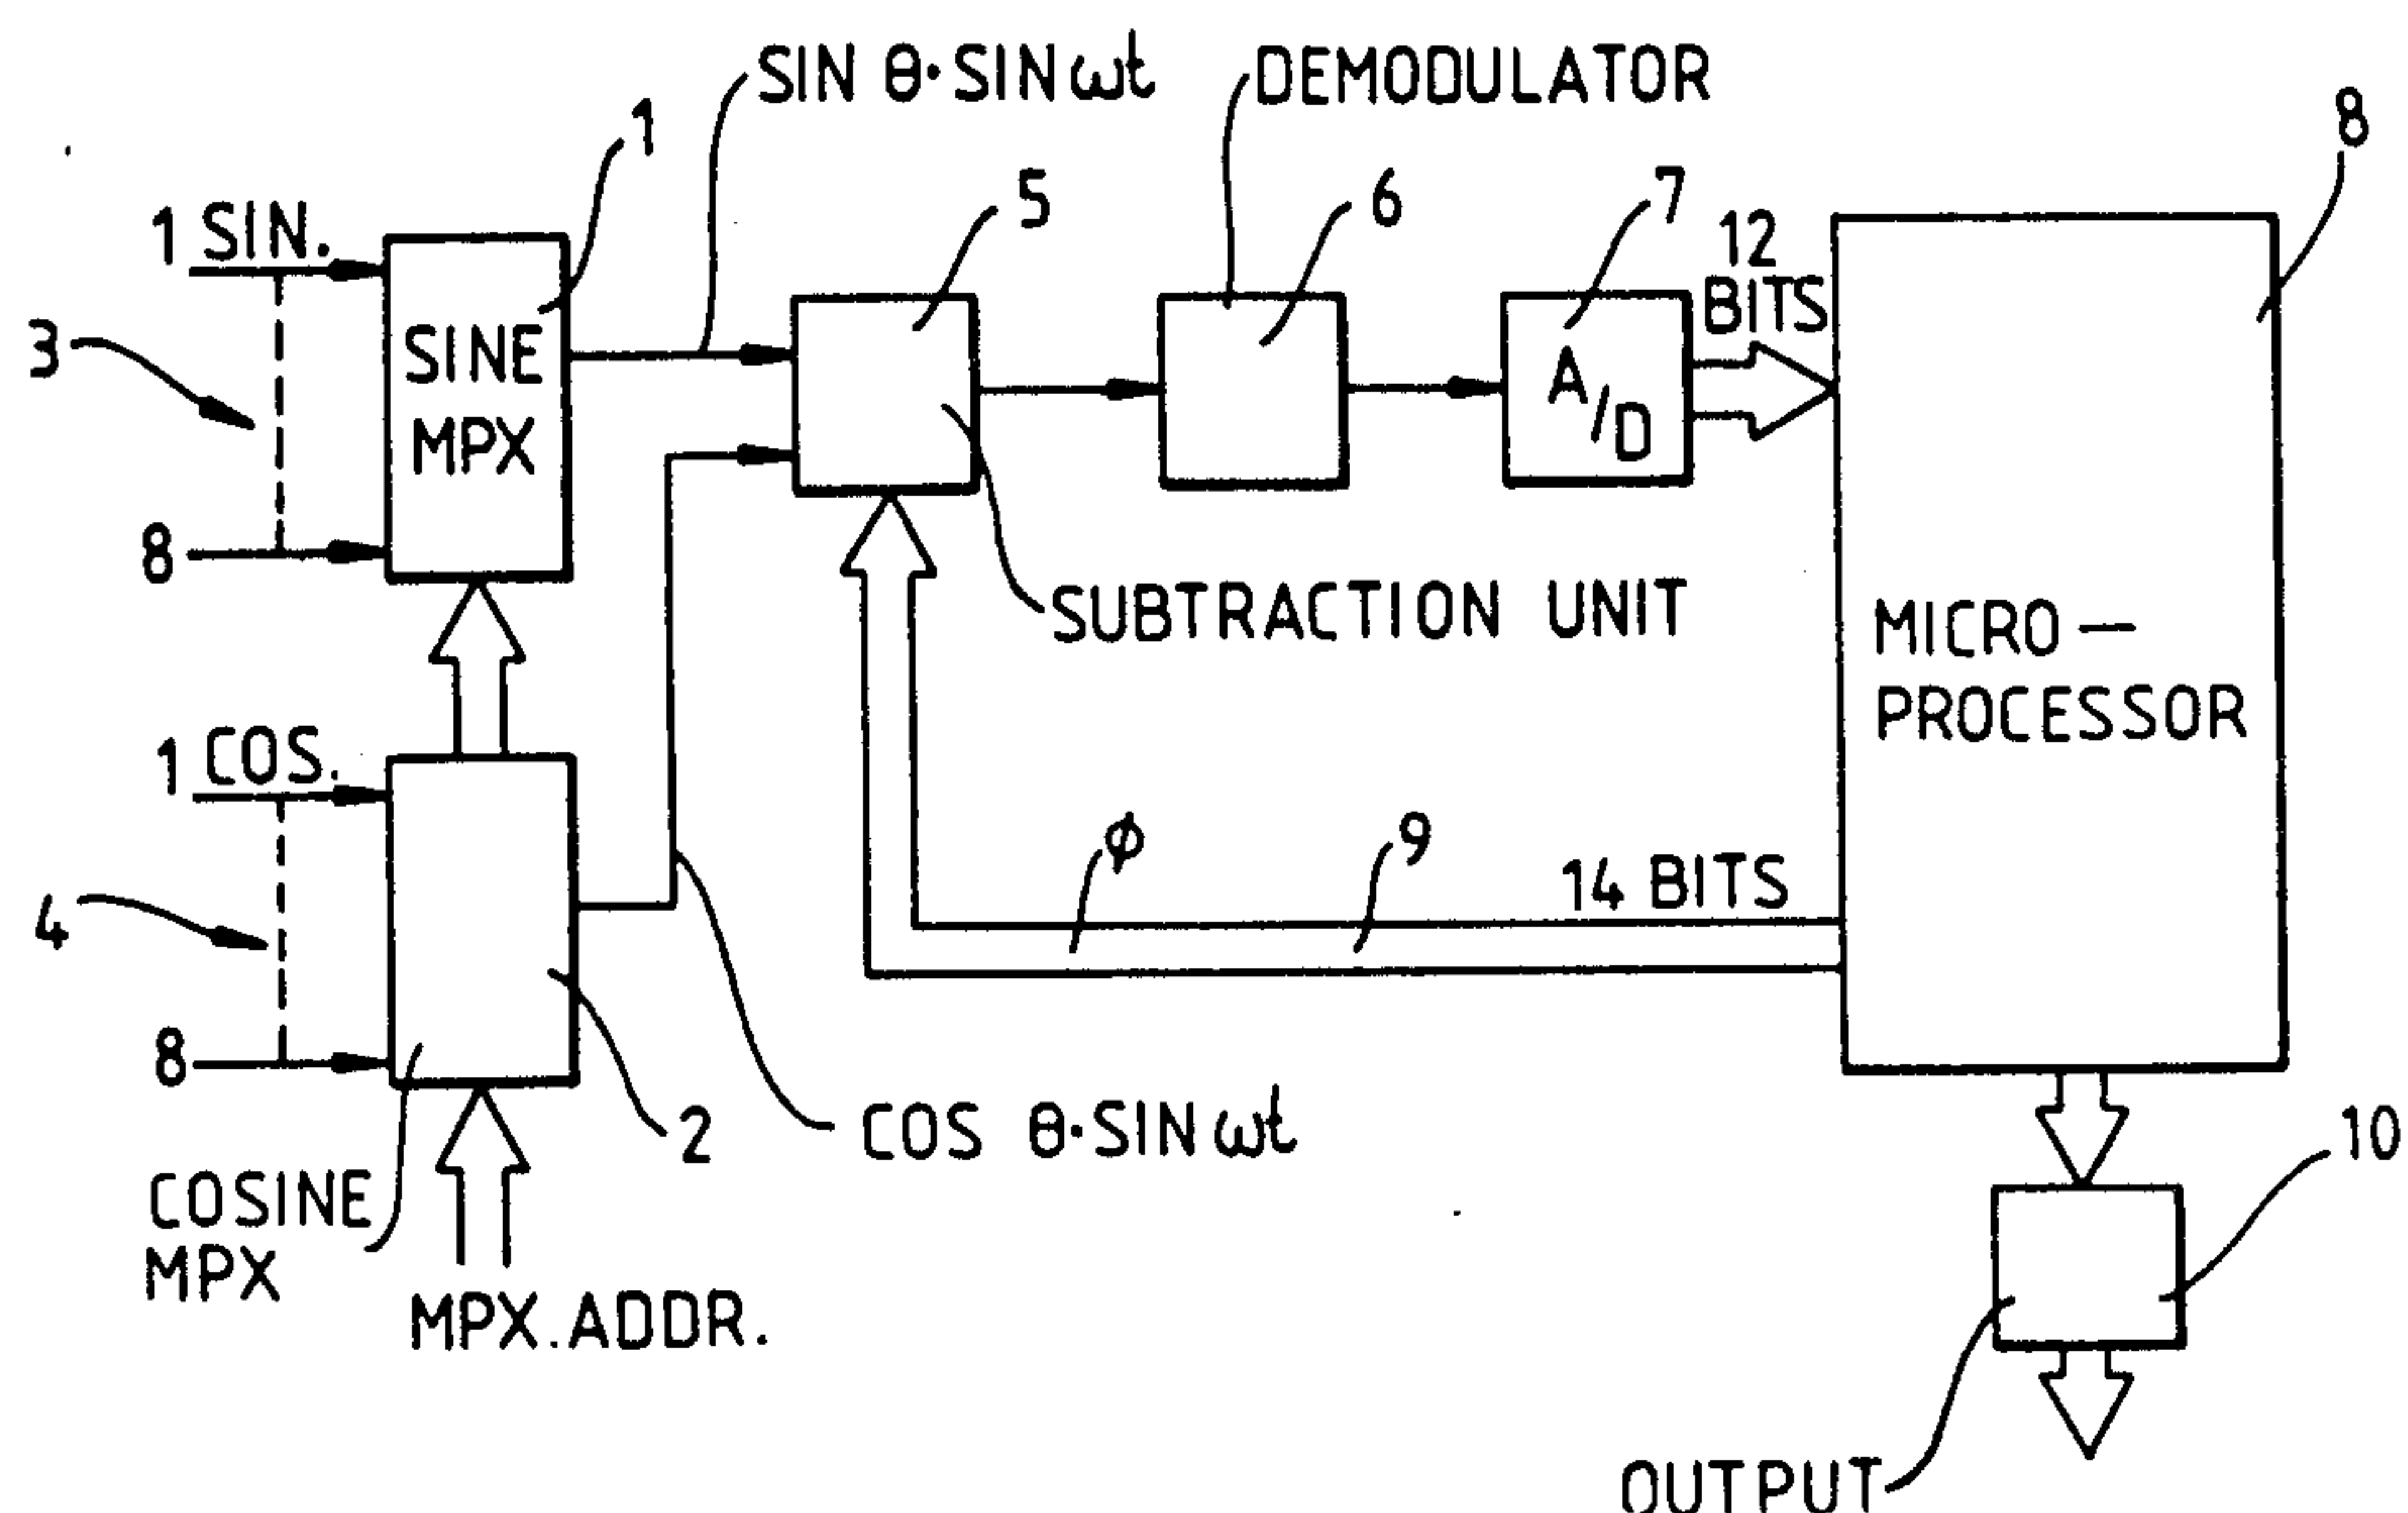 SIN θ·SIN ωt
DEMODULATOR
1
8
5
6
7
12
BITS
1 SIN.
3
SINE
MPX
A/D
8
SUBTRACTION UNIT
MICRO—
PROCESSOR
1 COS.
ϕ
9
14 BITS
4
8
2
COS θ·SIN ωt
10
COSINE
MPX
MPX.ADDR.
OUTPUT